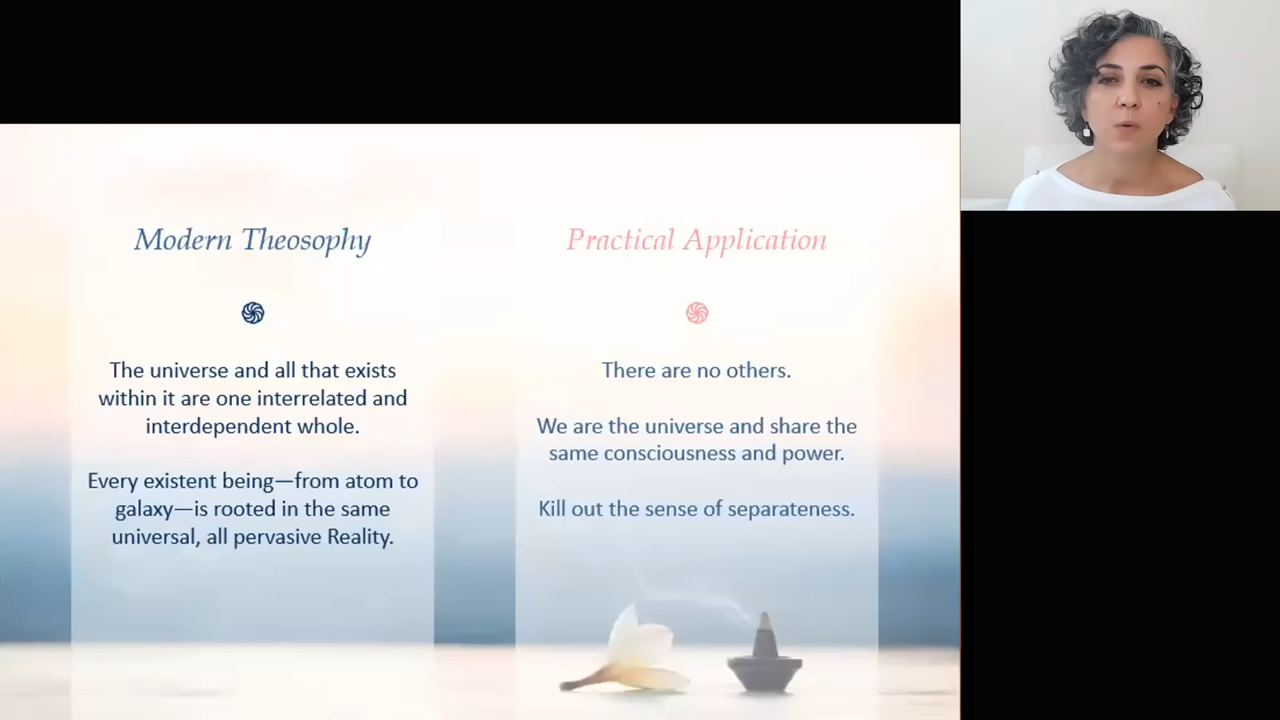 Modern Theosophy
The universe and all that exists
within it are one interrelated and
interdependent whole.
Every existent being—from atom to
galaxy—is rooted in the same
universal, all pervasive Reality.
Practical Application
There are no others.
We are the universe and share the
same consciousness and power.
Kill out the sense of separateness.